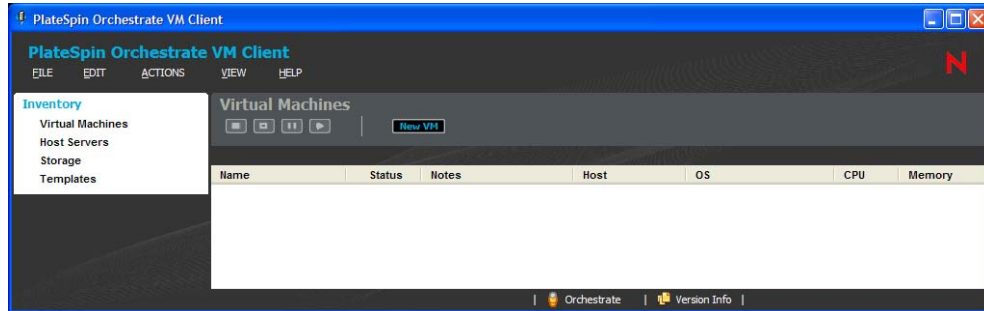 PlateSpin Orchestrate VM Client
PlateSpin Orchestrate VM Client
FILE EDIT ACTIONS VIEW HELP
N
Inventory
Virtual Machines
Host Servers
Storage
Templates
Virtual Machines
New VM
Name Status Notes Host OS CPU Memory
Orchestrate | Version Info |